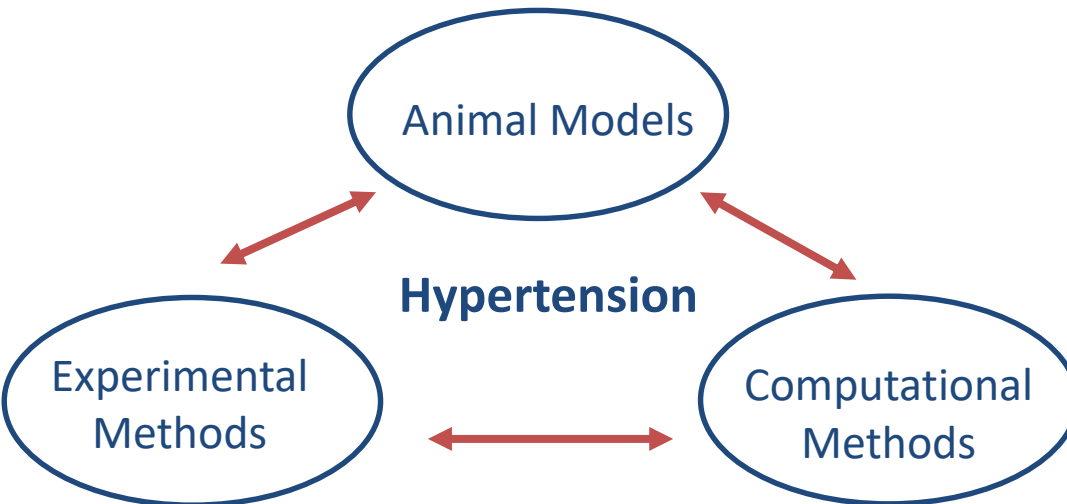 Animal Models
Hypertension
Experimental
Methods
Computational
Methods